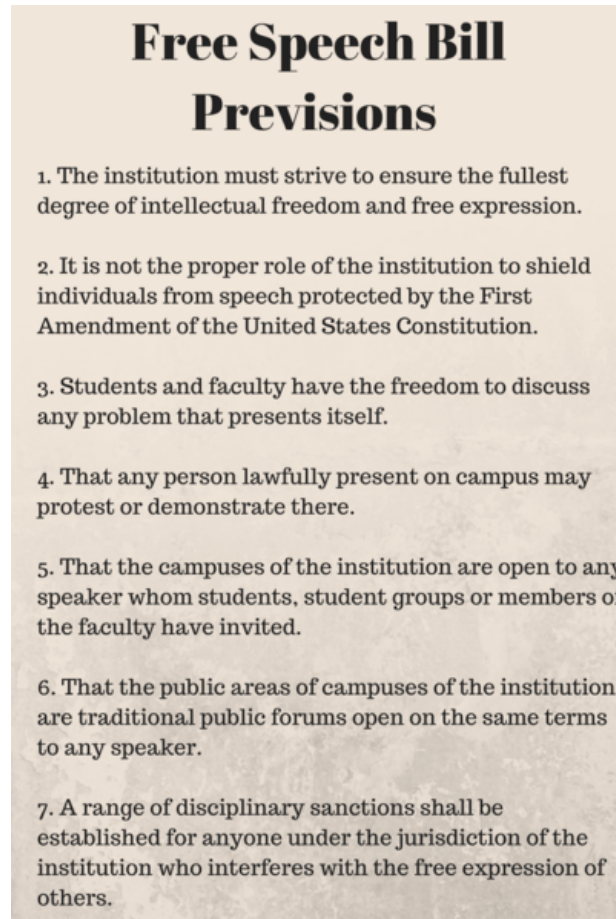 Free Speech Bill
Previsions
1. The institution must strive to ensure the fullest
degree of intellectual freedom and free expression.
2. It is not the proper role of the institution to shield
individuals from speech protected by the First
Amendment of the United States Constitution.
3. Students and faculty have the freedom to discuss
any problem that presents itself.
4. That any person lawfully present on campus may
protest or demonstrate there.
5. That the campuses of the institution are open to any
speaker whom students, student groups or members of
the faculty have invited.
6. That the public areas of campuses of the institution
are traditional public forums open on the same terms
to any speaker.
7. A range of disciplinary sanctions shall be
established for anyone under the jurisdiction of the
institution who interferes with the free expression of
others.